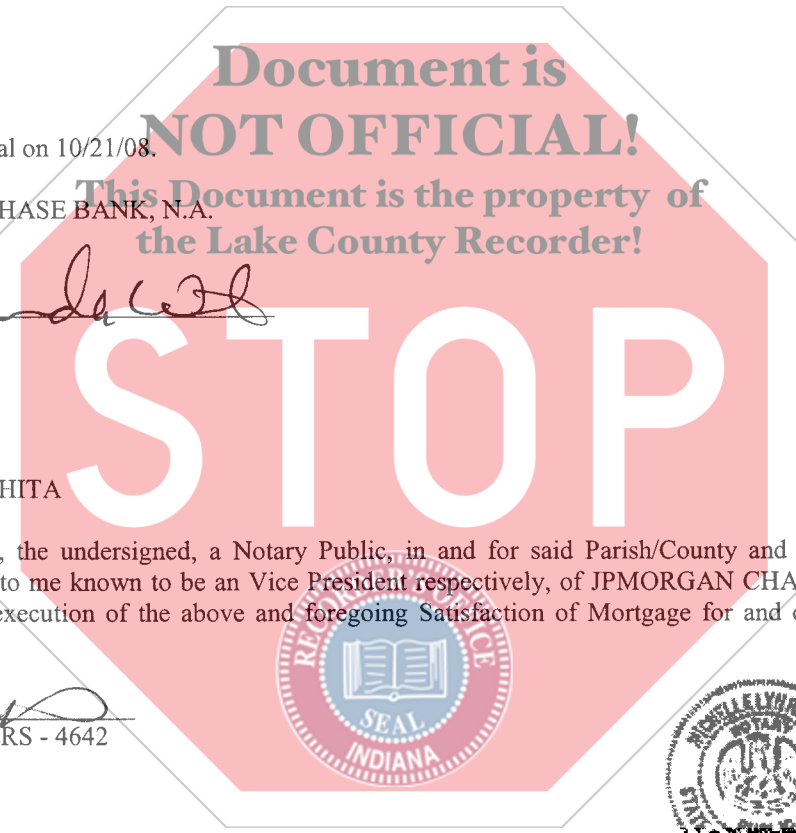 Document is
NOT OFFICIAL!
al on 10/21/08.
This Document is the property of
HASE BANK, N.A.
the Lake County Recorder!
STOP
HITA
, the undersigned, a Notary Public, in and for said Parish/County and
to me known to be an Vice President respectively, of JPMORGAN CHA
execution of the above and foregoing Satisfaction of Mortgage for and
RECORDER OFFICE
SEAL
INDIANA
RS - 4642
NOTARY